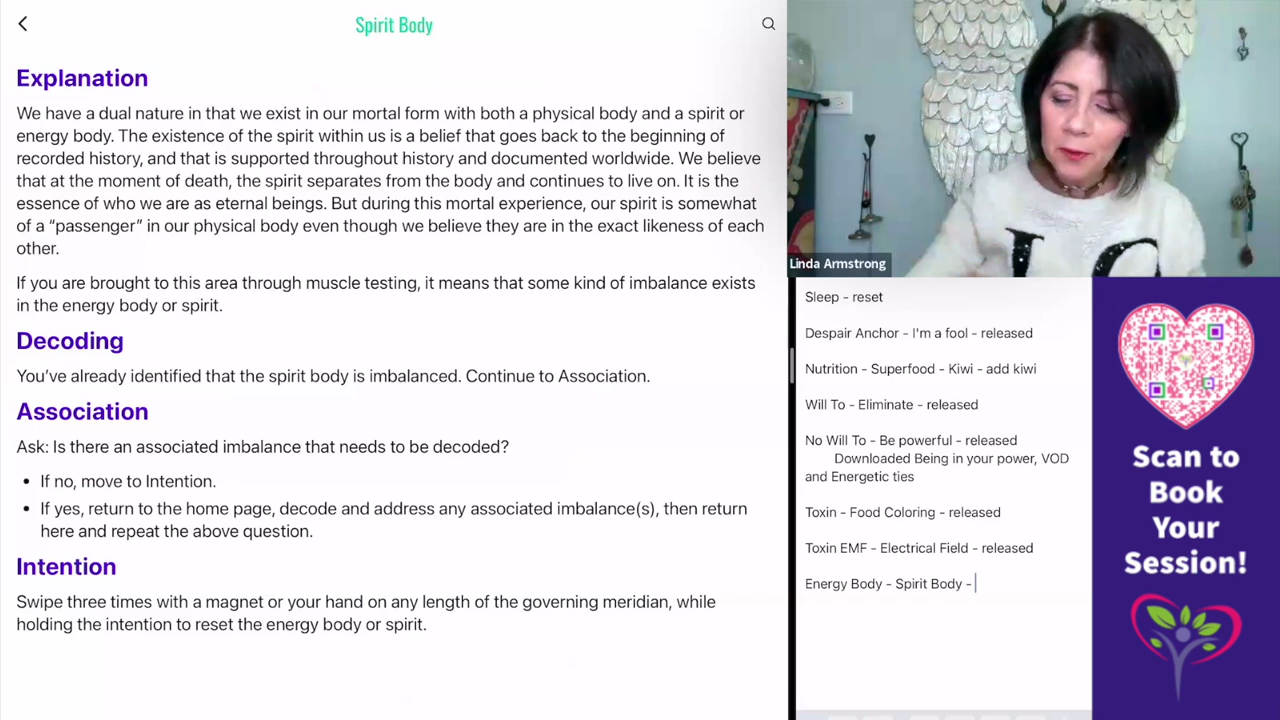 Spirit Body
Explanation
We have a dual nature in that we exist in our mortal form with both a physical body and a spirit or
energy body. The existence of the spirit within us is a belief that goes back to the beginning of
recorded history, and that is supported throughout history and documented worldwide. We believe
that at the moment of death, the spirit separates from the body and continues to live on. It is the
essence of who we are as eternal beings. But during this mortal experience, our spirit is somewhat
of a “passenger” in our physical body even though we believe they are in the exact likeness of each
other.
If you are brought to this area through muscle testing, it means that some kind of imbalance exists
in the energy body or spirit.
Decoding
You’ve already identified that the spirit body is imbalanced. Continue to Association.
Association
Ask: Is there an associated imbalance that needs to be decoded?
• If no, move to Intention.
• If yes, return to the home page, decode and address any associated imbalance(s), then return
here and repeat the above question.
Intention
Swipe three times with a magnet or your hand on any length of the governing meridian, while
holding the intention to reset the energy body or spirit.
Linda Armstrong
Sleep - reset
Despair Anchor - I'm a fool - released
Nutrition - Superfood - Kiwi - add kiwi
Will To - Eliminate - released
No Will To - Be powerful - released
Downloaded Being in your power, VOD
and Energetic ties
Toxin - Food Coloring - released
Toxin EMF - Electrical Field - released
Energy Body - Spirit Body -
Scan to
Book
Your
Session!